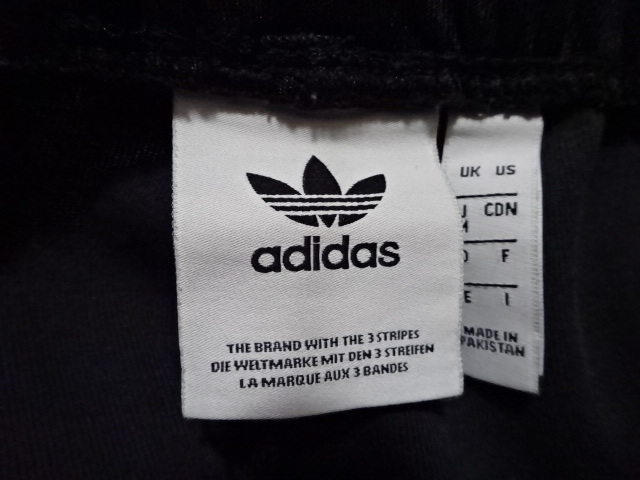 adidas
THE BRAND WITH THE 3 STRIPES
DIE WELTMARKE MIT DEN 3 STREIFEN
LA MARQUE AUX 3 BANDES
UK US
CDN
F
E I
MADE IN
PAKISTAN